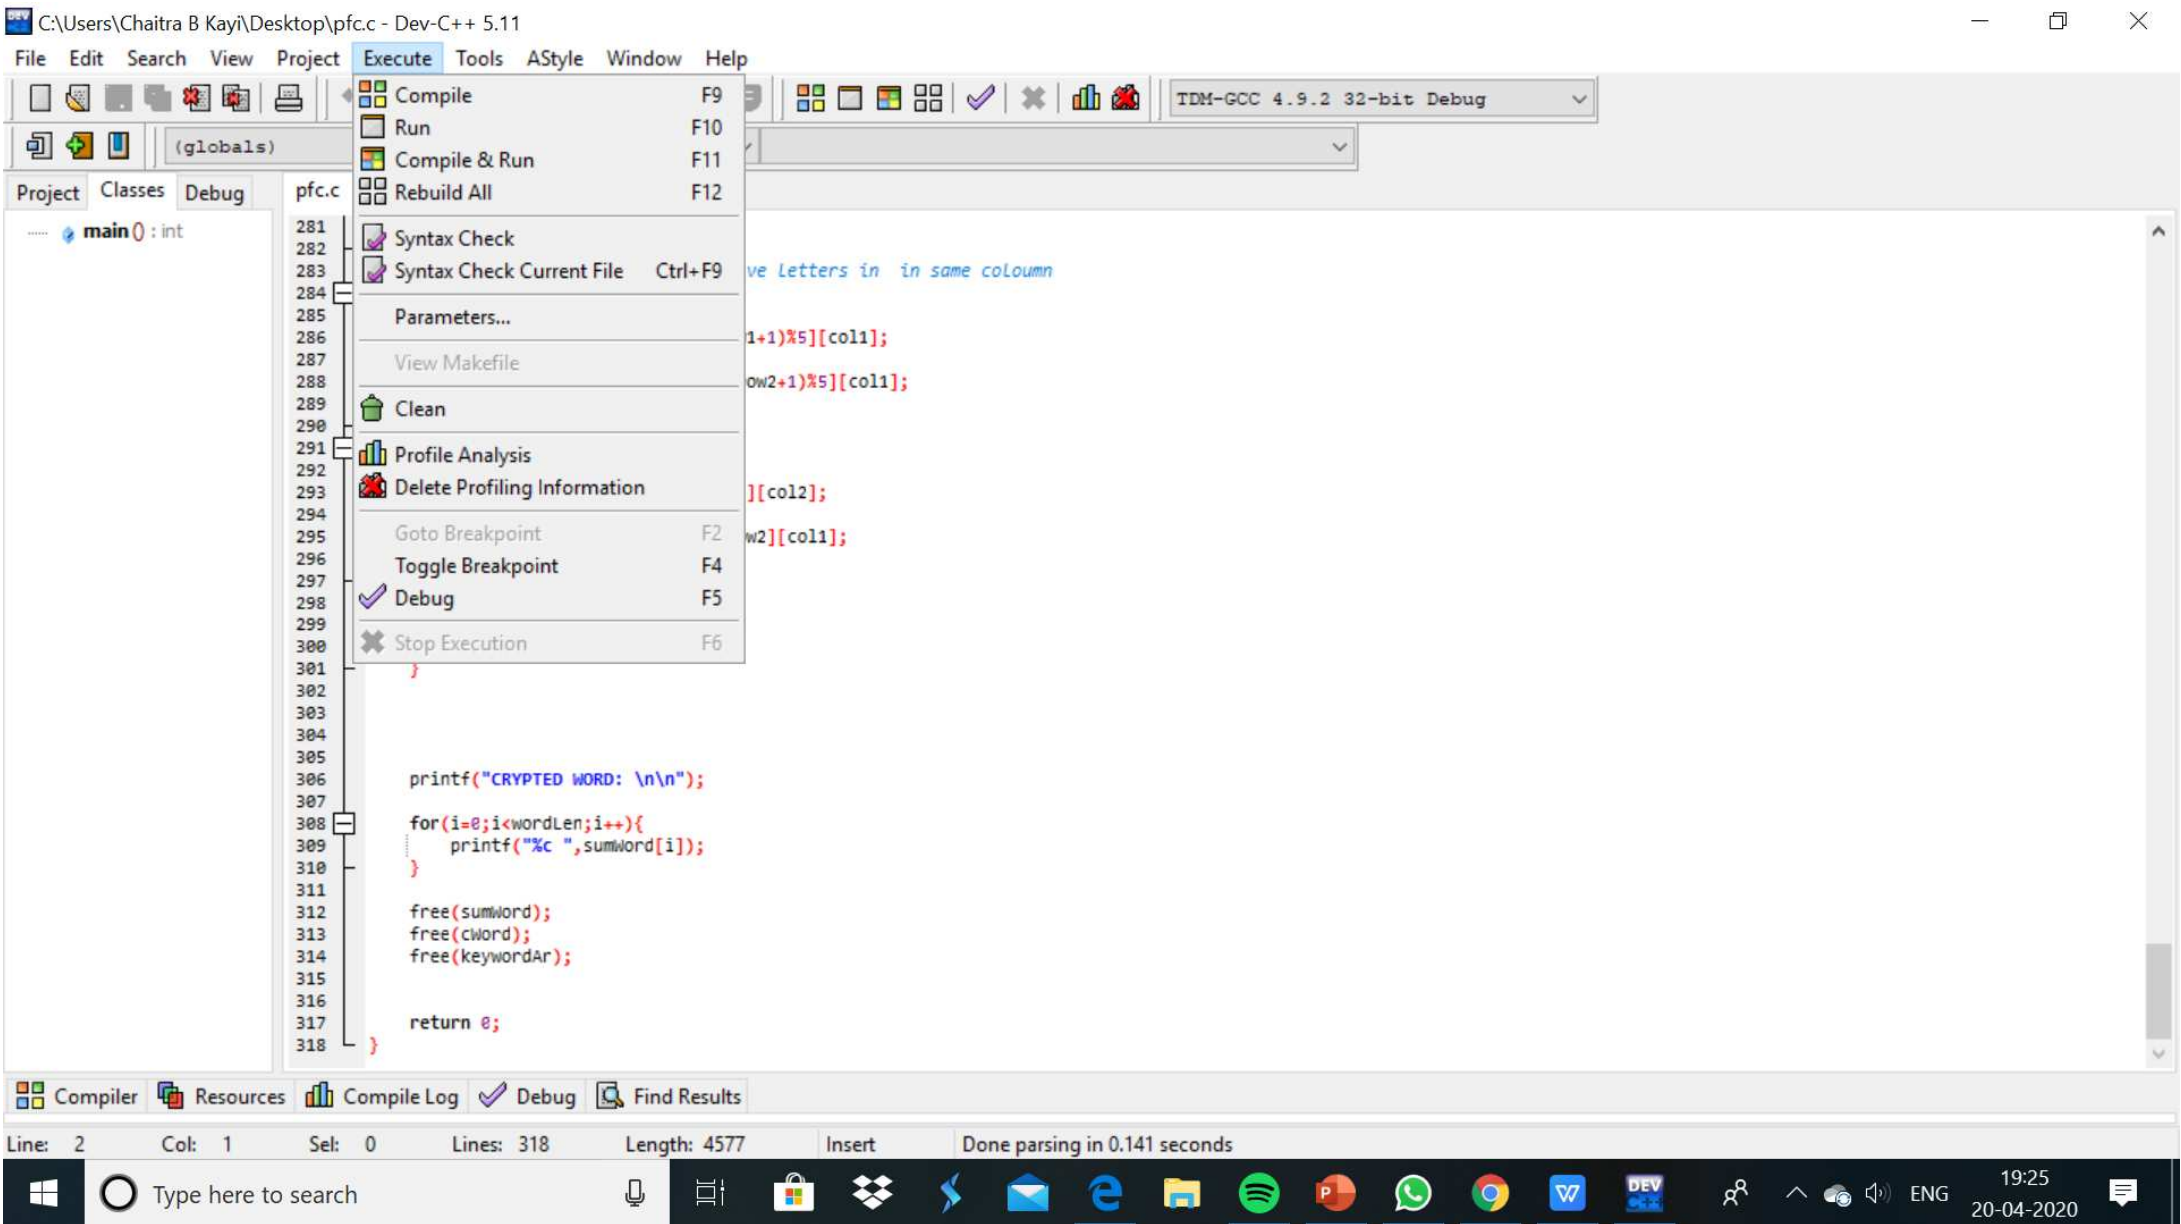 C:\Users\Chaitra B Kayi\Desktop\pfc.c - Dev-C++ 5.11
File Edit Search View Project Execute Tools AStyle Window Help
TDM-GCC 4.9.2 32-bit Debug
(globals)
Project Classes Debug
main () : int
pfc.c
Compile F9
Run F10
Compile & Run F11
Rebuild All F12
Syntax Check
Syntax Check Current File Ctrl+F9
Parameters...
View Makefile
Clean
Profile Analysis
Delete Profiling Information
Goto Breakpoint F2
Toggle Breakpoint F4
Debug F5
Stop Execution F6
281
282
283 ve Letters in in same coloumn
284
285
286 1+1)%5][col1];
287
288 ow2+1)%5][col1];
289
290
291
292
293 ][col2];
294
295 w2][col1];
296
297
298
299
300
301 }
302
303
304
305
306 printf("CRYPTED WORD: \n\n");
307
308 for(i=0;i<wordLen;i++){
309 printf("%c ",sumWord[i]);
310 }
311
312 free(sumWord);
313 free(cWord);
314 free(keywordAr);
315
316
317 return 0;
318 }
Compiler Resources Compile Log Debug Find Results
Line: 2 Col: 1 Sel: 0 Lines: 318 Length: 4577 Insert Done parsing in 0.141 seconds
Type here to search
P
W
DEV
C++
ENG
19:25
20-04-2020